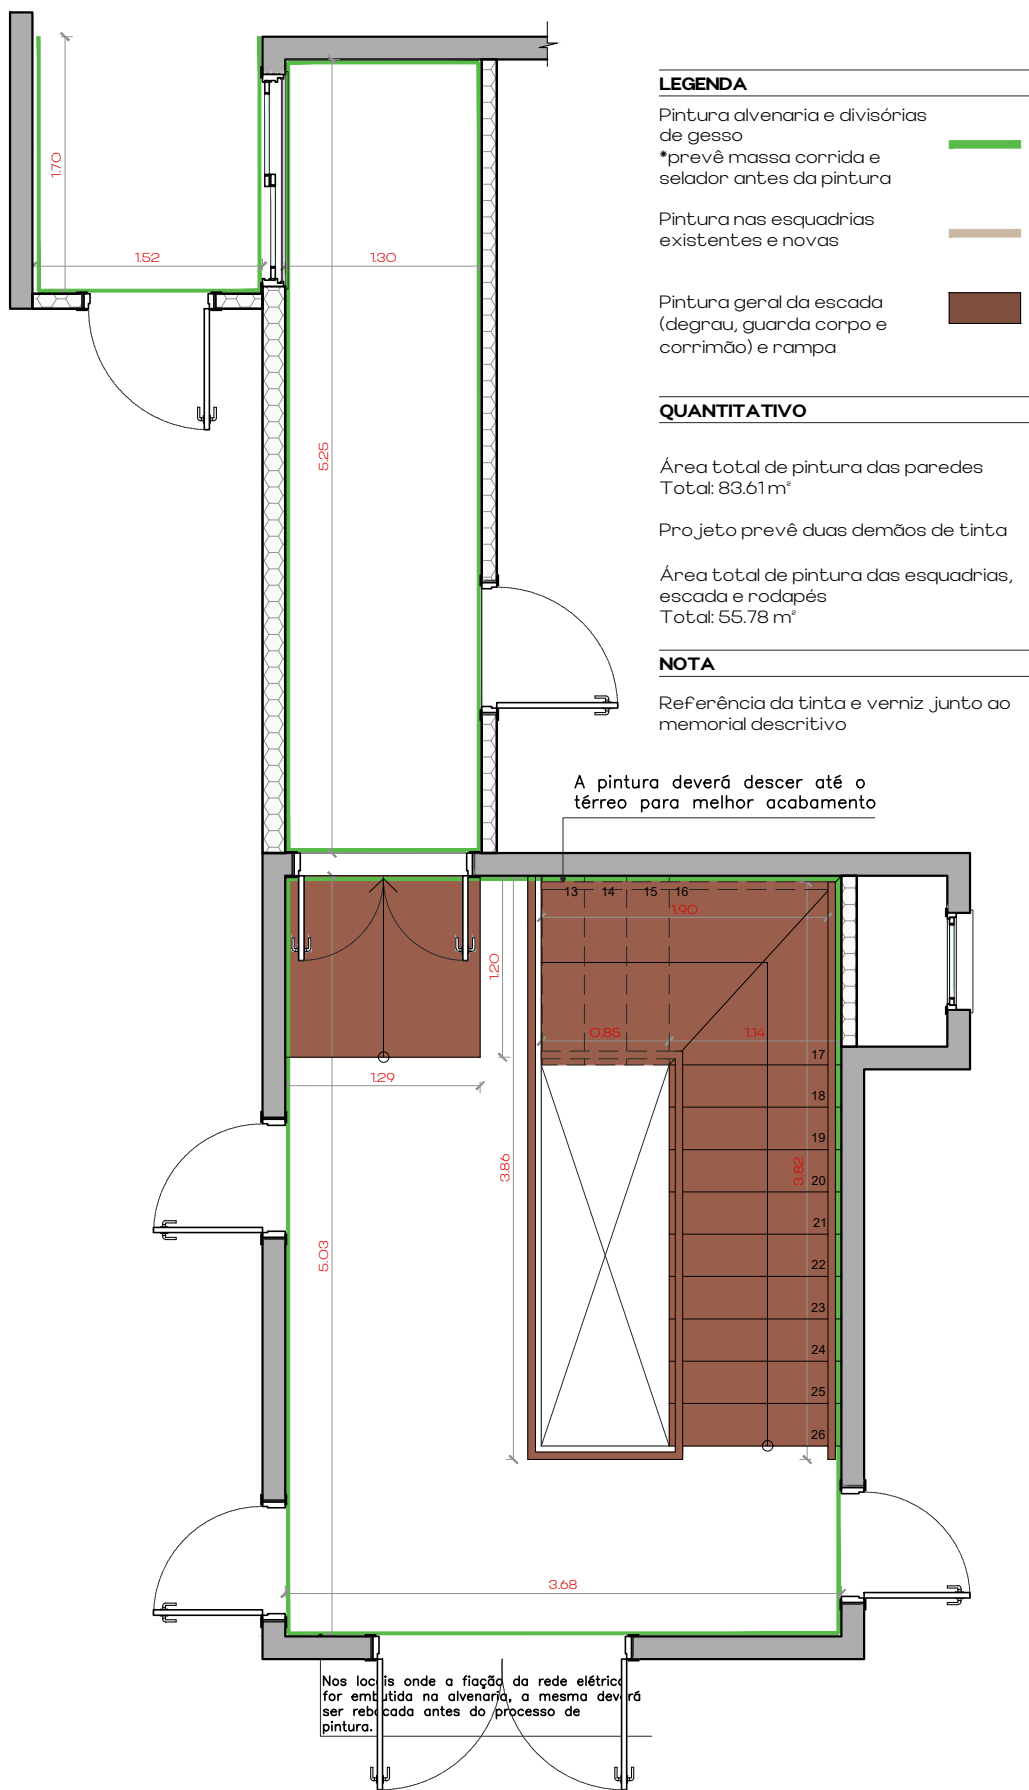 LEGENDA
Pintura alvenaria e divisórias
de gesso
*prevê massa corrida e
selador antes da pintura
Pintura nas esquadrias
existentes e novas
Pintura geral da escada
(degrau, guarda corpo e
corrimão) e rampa
QUANTITATIVO
Área total de pintura das paredes
Total: 83.61 m²
Projeto prevê duas demãos de tinta
Área total de pintura das esquadrias,
escada e rodapés
Total: 55.78 m²
NOTA
Referência da tinta e verniz junto ao
memorial descritivo
1.70
1.52
1.30
5.25
A pintura deverá descer até o
térreo para melhor acabamento
13 14 15 16
1.90
1.20
0.85
1.14
1.29
3.86
3.82
5.03
17
18
19
20
21
22
23
24
25
26
3.68
Nos locais onde a fiação da rede elétrica
for embutida na alvenaria, a mesma deverá
ser rebocada antes do processo de
pintura.